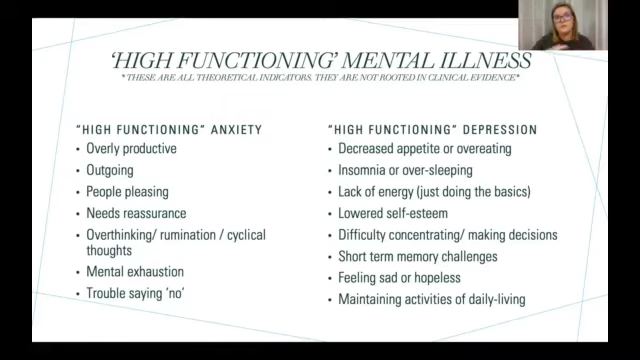 ‘HIGH FUNCTIONING’ MENTAL ILLNESS
*THESE ARE ALL THEORETICAL INDICATORS. THEY ARE NOT ROOTED IN CLINICAL EVIDENCE*
“HIGH FUNCTIONING” ANXIETY
• Overly productive
• Outgoing
• People pleasing
• Needs reassurance
• Overthinking/ rumination / cyclical
thoughts
• Mental exhaustion
• Trouble saying ‘no’
“HIGH FUNCTIONING” DEPRESSION
• Decreased appetite or overeating
• Insomnia or over-sleeping
• Lack of energy (just doing the basics)
• Lowered self-esteem
• Difficulty concentrating/ making decisions
• Short term memory challenges
• Feeling sad or hopeless
• Maintaining activities of daily-living